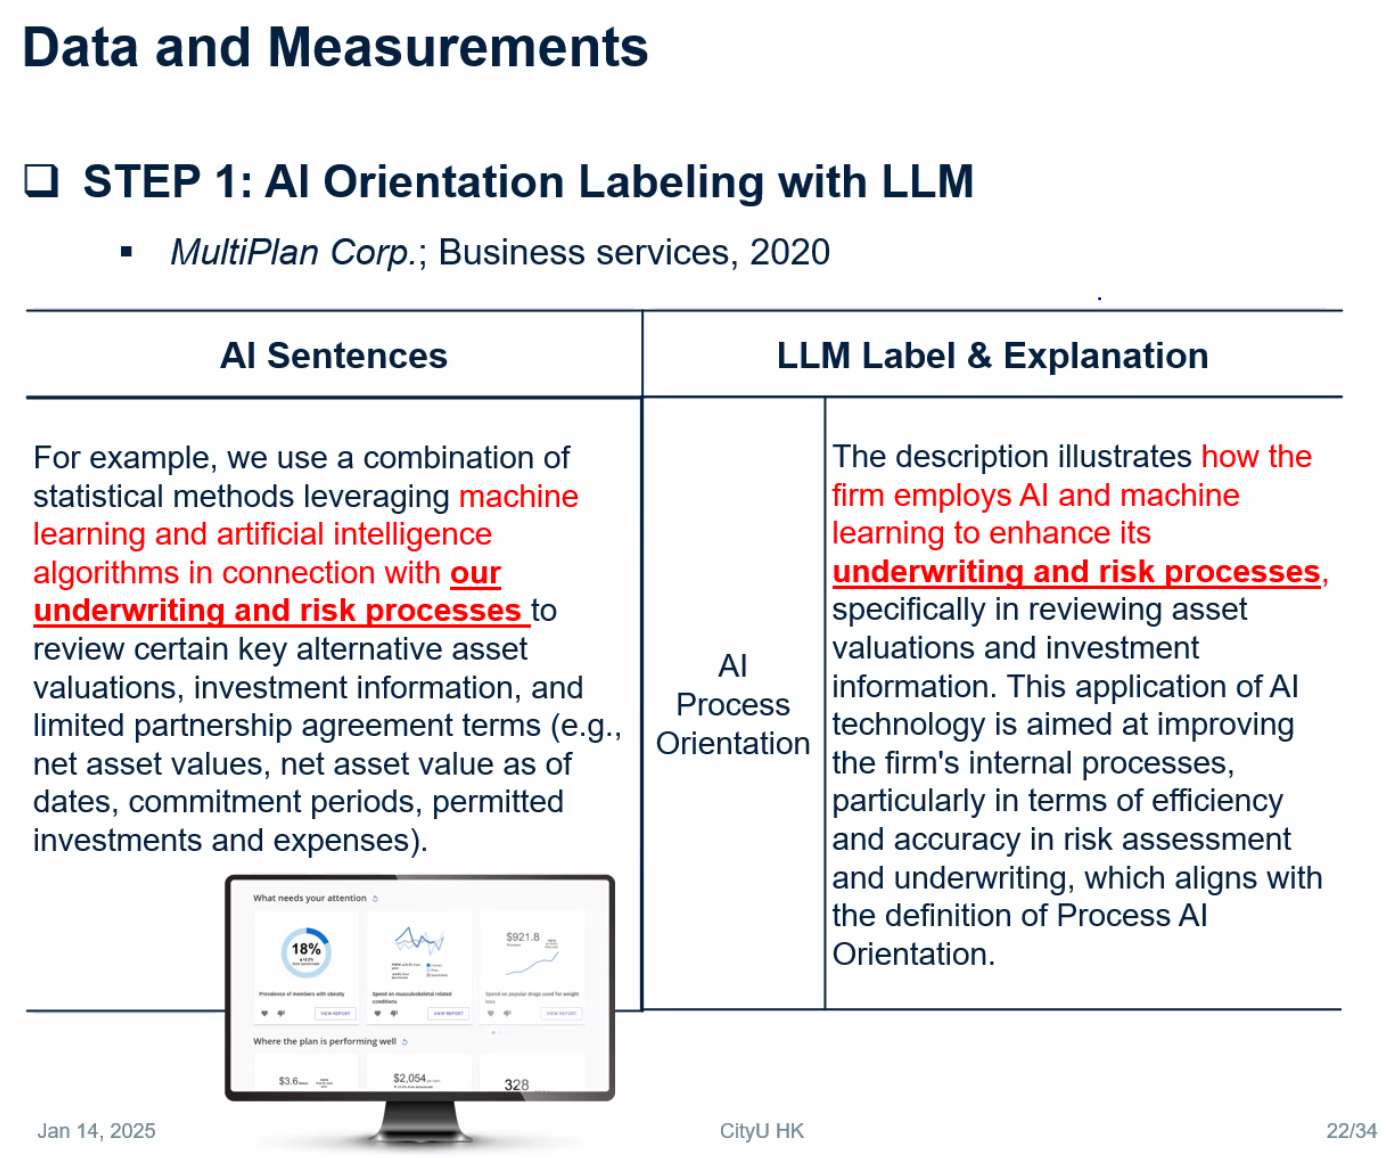 Data and Measurements
❑ STEP 1: AI Orientation Labeling with LLM
▪ MultiPlan Corp.; Business services, 2020
AI Sentences
LLM Label & Explanation
For example, we use a combination of
statistical methods leveraging machine
learning and artificial intelligence
algorithms in connection with our
underwriting and risk processes to
review certain key alternative asset
valuations, investment information, and
limited partnership agreement terms (e.g.,
net asset values, net asset value as of
dates, commitment periods, permitted
investments and expenses).
AI
Process
Orientation
The description illustrates how the
firm employs AI and machine
learning to enhance its
underwriting and risk processes,
specifically in reviewing asset
valuations and investment
information. This application of AI
technology is aimed at improving
the firm's internal processes,
particularly in terms of efficiency
and accuracy in risk assessment
and underwriting, which aligns with
the definition of Process AI
Orientation.
What needs your attention
18%
Prevalence of members with obesity
VIEW REPORT
Spend on musculoskeletal related
conditions
VIEW REPORT
$921.8
Spend on popular drugs used for weight
loss
VIEW REPORT
Where the plan is performing well
$3.6
$2,054
328
Jan 14, 2025
CityU HK
22/34